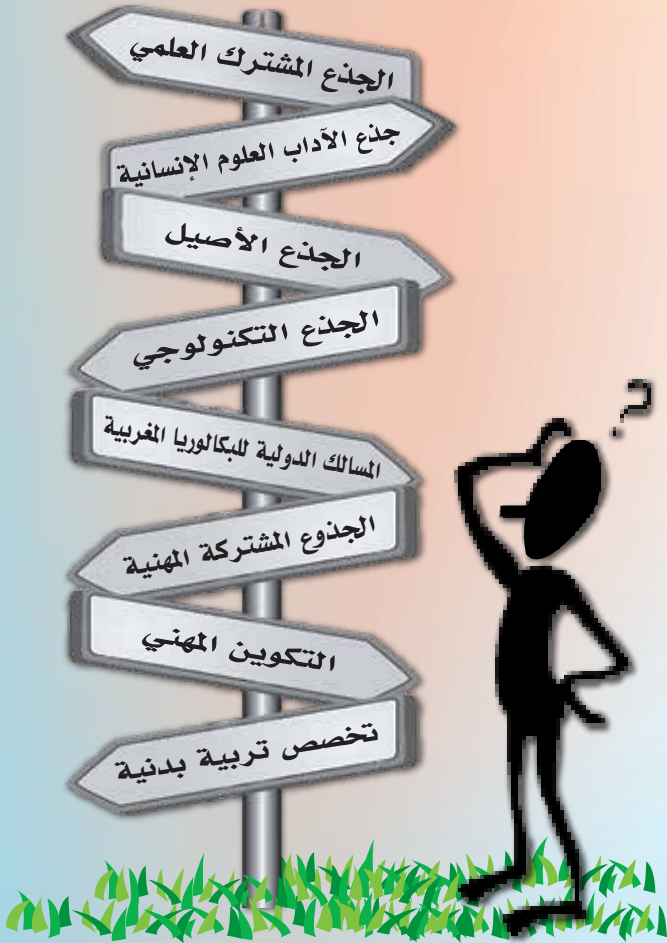 الجذع المشترك العلمي
جذع الآداب العلوم الإنسانية
الجذع الأصيل
الجذع التكنولوجي
المسالك الدولية للبكالوريا المغربية
الجذوع المشتركة المهنية
التكوين المهني
تخصص تربية بدنية
?